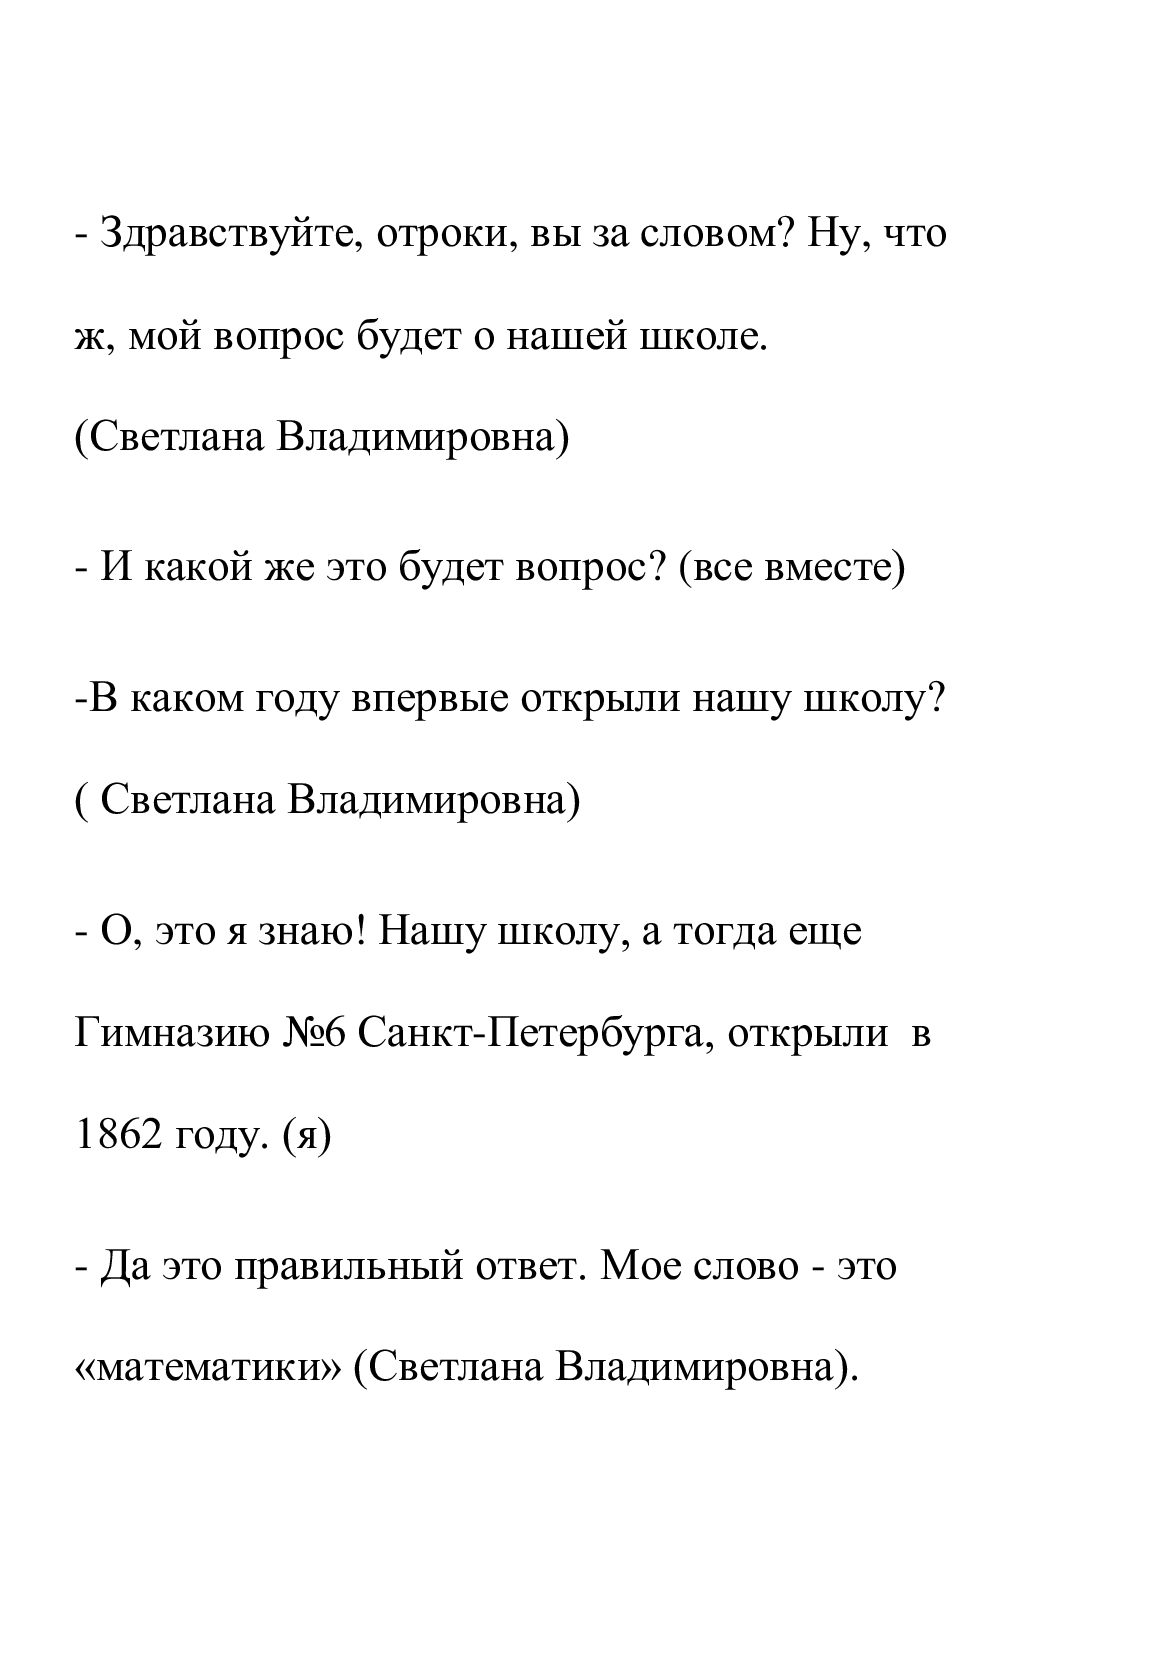 - Здравствуйте, отроки, вы за словом? Ну, что
ж, мой вопрос будет о нашей школе.
(Светлана Владимировна)
- И какой же это будет вопрос? (все вместе)
-В каком году впервые открыли нашу школу?
( Светлана Владимировна)
- О, это я знаю! Нашу школу, а тогда еще
Гимназию №6 Санкт-Петербурга, открыли  в
1862 году. (я)
- Да это правильный ответ. Мое слово - это
«математики» (Светлана Владимировна).